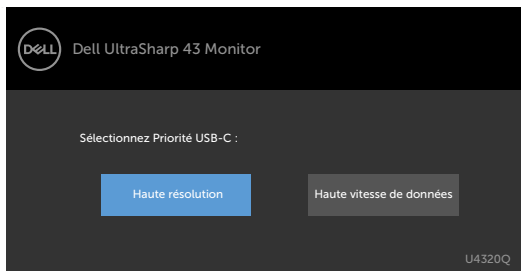 DELL
Dell UltraSharp 43 Monitor
Sélectionnez Priorité USB-C :
Haute résolution
Haute vitesse de données
U4320Q